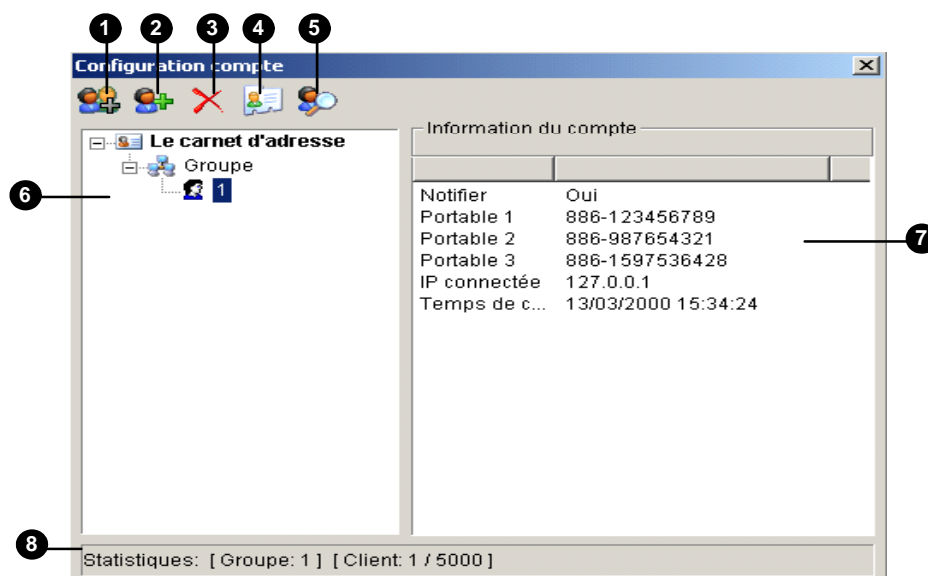 1 2 3 4 5
Configuration compte
Le carnet d'adresse
Groupe
1
6
Information du compte
Notifier Oui
Portable 1 886-123456789
Portable 2 886-987654321
Portable 3 886-1597536428
IP connectée 127.0.0.1
Temps de c... 13/03/2000 15:34:24
7
8
Statistiques: [ Groupe: 1 ] [ Client: 1 / 5000 ]